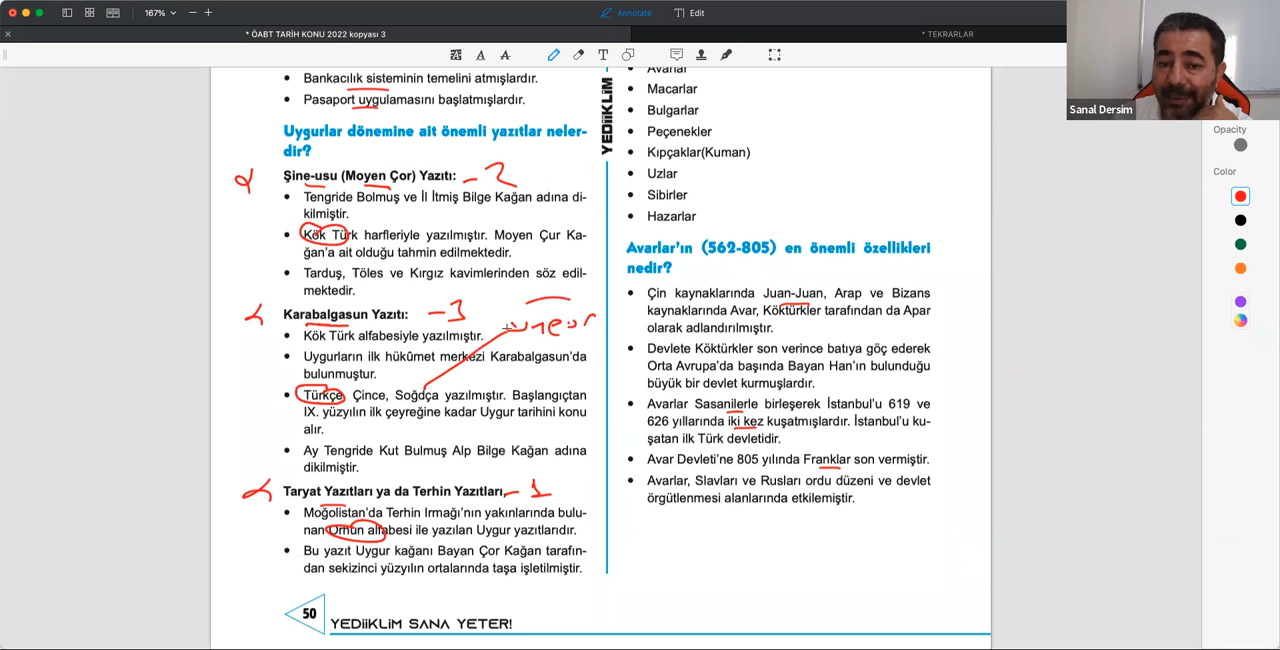 167%
Annotate
Edit
* ÖABT TARİH KONU 2022 kopyası 3
* TEKRARLAR
Sanal Dersim
Opacity
Color
Bankacılık sisteminin temelini atmışlardır.
Pasaport uygulamasını başlatmışlardır.
Uygurlar dönemine ait önemli yazıtlar neler-
dir?
Şine-usu (Moyen Çor) Yazıtı: - 2
Tengride Bolmuş ve İl İtmiş Bilge Kağan adına di-
kilmiştir.
Kök Türk harfleriyle yazılmıştır. Moyen Çur Ka-
ğan’a ait olduğu tahmin edilmektedir.
Tarduş, Töles ve Kırgız kavimlerinden söz edil-
mektedir.
Karabalgasun Yazıtı: - 3
Kök Türk alfabesiyle yazılmıştır.
Uygurların ilk hükûmet merkezi Karabalgasun’da
bulunmuştur.
Türkçe, Çince, Soğdça yazılmıştır. Başlangıçtan
IX. yüzyılın ilk çeyreğine kadar Uygur tarihini konu
alır.
Ay Tengride Kut Bulmuş Alp Bilge Kağan adına
dikilmiştir.
Taryat Yazıtları ya da Terhin Yazıtları, - 1
Moğolistan’da Terhin Irmağı’nın yakınlarında bulu-
nan Orhun alfabesi ile yazılan Uygur yazıtlarıdır.
Bu yazıt Uygur kağanı Bayan Çor Kağan tarafın-
dan sekizinci yüzyılın ortalarında taşa işletilmiştir.
50
YEDİİKLİM SANA YETER!
YEDİİKLİM
Avarlar
Macarlar
Bulgarlar
Peçenekler
Kıpçaklar(Kuman)
Uzlar
Sibirler
Hazarlar
Avarlar’ın (562-805) en önemli özellikleri
nedir?
Çin kaynaklarında Juan-Juan, Arap ve Bizans
kaynaklarında Avar, Köktürkler tarafından da Apar
olarak adlandırılmıştır.
Devlete Köktürkler son verince batıya göç ederek
Orta Avrupa’da başında Bayan Han’ın bulunduğu
büyük bir devlet kurmuşlardır.
Avarlar Sasanilerle birleşerek İstanbul’u 619 ve
626 yıllarında iki kez kuşatmışlardır. İstanbul’u ku-
şatan ilk Türk devletidir.
Avar Devleti’ne 805 yılında Franklar son vermiştir.
Avarlar, Slavları ve Rusları ordu düzeni ve devlet
örgütlenmesi alanlarında etkilemiştir.